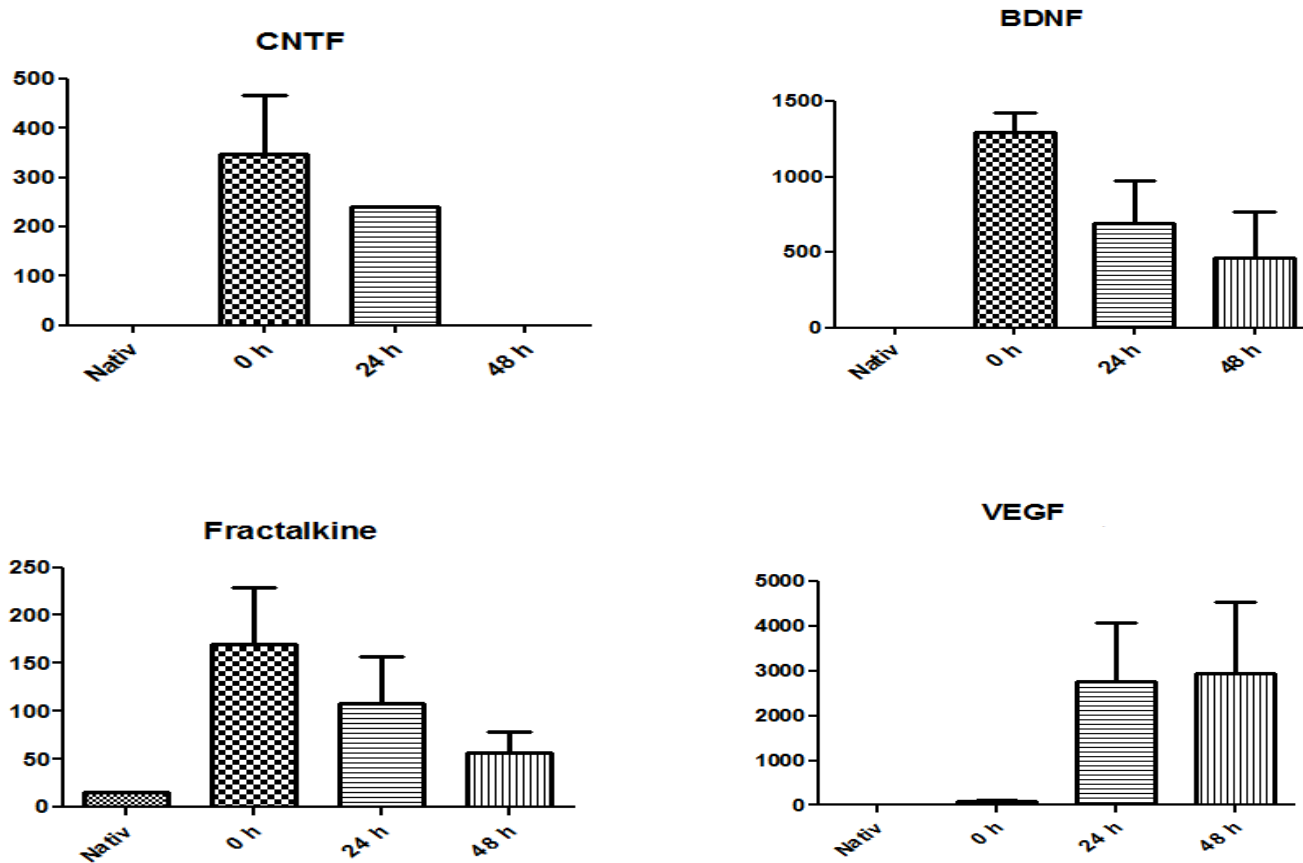 CNTF
500
400
300
200
100
0
Nativ
0 h
24 h
48 h
BDNF
1500
1000
500
0
Nativ
0 h
24 h
48 h
Fractalkine
250
200
150
100
50
0
Nativ
0 h
24 h
48 h
VEGF
5000
4000
3000
2000
1000
0
Nativ
0 h
24 h
48 h